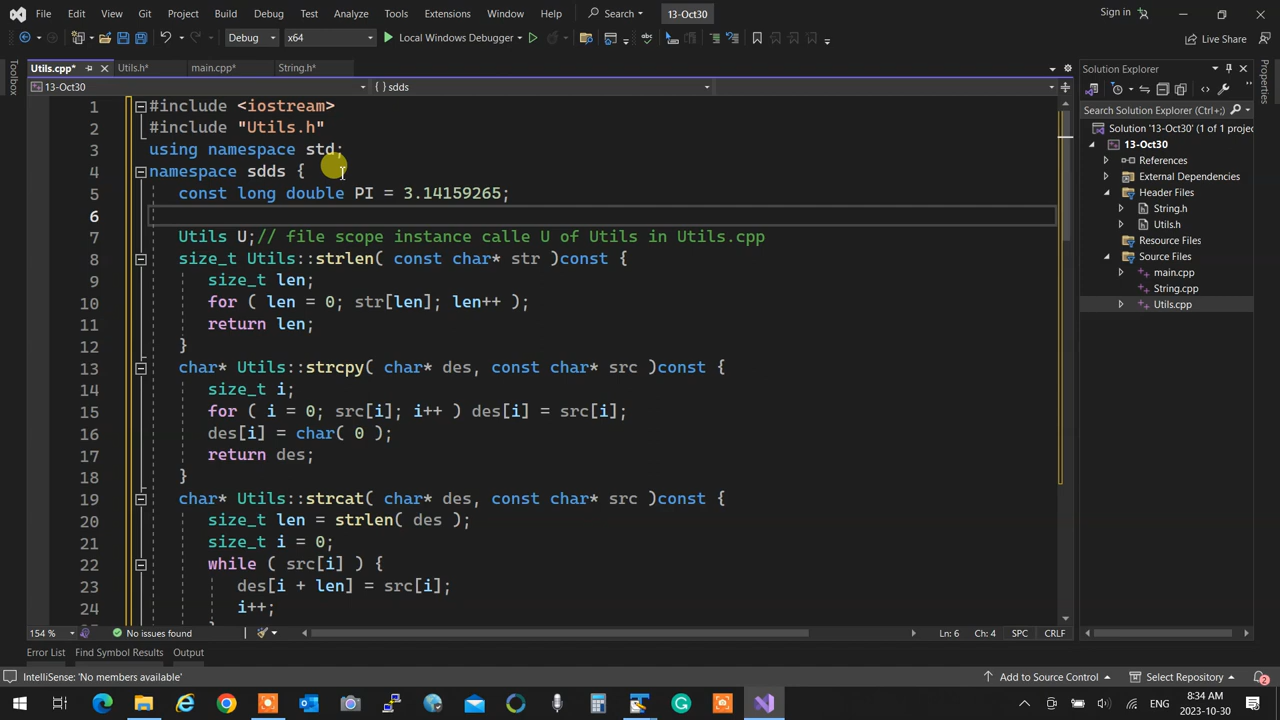 File Edit View Git Project Build Debug Test Analyze Tools Extensions Window Help Search 13-Oct30 Sign in
Debug x64 Local Windows Debugger Live Share
Toolbox
Utils.cpp* Utils.h* main.cpp* String.h*
13-Oct30 {} sdds
1 #include <iostream>
2 #include "Utils.h"
3 using namespace std;
4 namespace sdds {
5 const long double PI = 3.14159265;
6
7 Utils U;// file scope instance calle U of Utils in Utils.cpp
8 size_t Utils::strlen( const char* str )const {
9 size_t len;
10 for ( len = 0; str[len]; len++ );
11 return len;
12 }
13 char* Utils::strcpy( char* des, const char* src )const {
14 size_t i;
15 for ( i = 0; src[i]; i++ ) des[i] = src[i];
16 des[i] = char( 0 );
17 return des;
18 }
19 char* Utils::strcat( char* des, const char* src )const {
20 size_t len = strlen( des );
21 size_t i = 0;
22 while ( src[i] ) {
23 des[i + len] = src[i];
24 i++;
154 % No issues found Ln: 6 Ch: 4 SPC CRLF
Solution Explorer
Search Solution Explorer (Ctrl+;)
Solution '13-Oct30' (1 of 1 proje
13-Oct30
References
External Dependencies
Header Files
String.h
Utils.h
Resource Files
Source Files
main.cpp
String.cpp
Utils.cpp
Properties
Error List Find Symbol Results Output
IntelliSense: 'No members available' Add to Source Control Select Repository 2
ENG 8:34 AM
2023-10-30 2